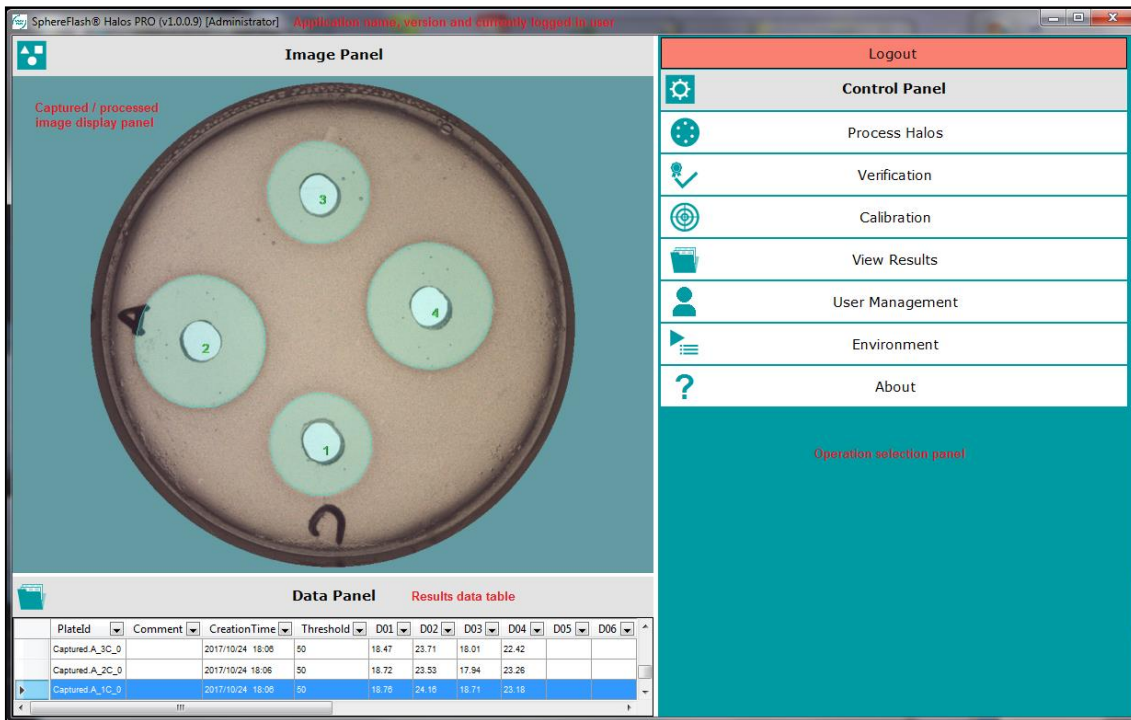 SphereFlash® Halos PRO (v1.0.0.9) [Administrator] Application name, version and currently logged in user
Image Panel
Captured / processed
image display panel
3
4
2
1
A
C
Data Panel Results data table
PlateId Comment CreationTime Threshold D01 D02 D03 D04 D05 D06
Captured.A_3C_0 2017/10/24 18:06 50 18.47 23.71 18.01 22.42
Captured.A_2C_0 2017/10/24 18:06 50 18.72 23.53 17.94 23.26
Captured.A_1C_0 2017/10/24 18:06 50 18.76 24.16 18.71 23.18
Logout
Control Panel
Process Halos
Verification
Calibration
View Results
User Management
Environment
? About
Operation selection panel